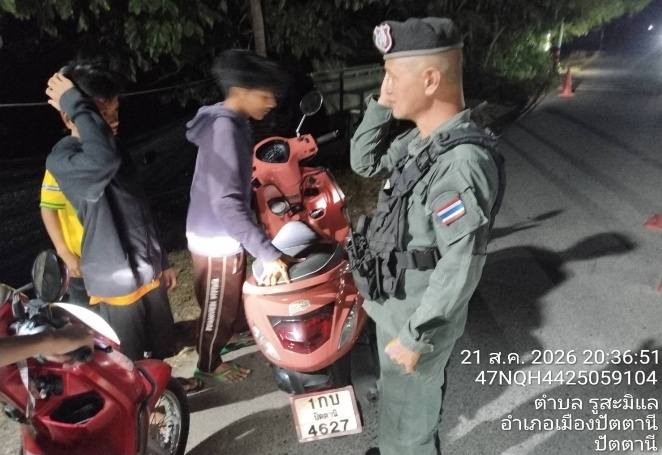 1กบ
ปัตตานี
4627
21 ส.ค. 2026 20:36:51
47NQH4425059104
ตำบล รูสะมิแล
อำเภอเมืองปัตตานี
ปัตตานี